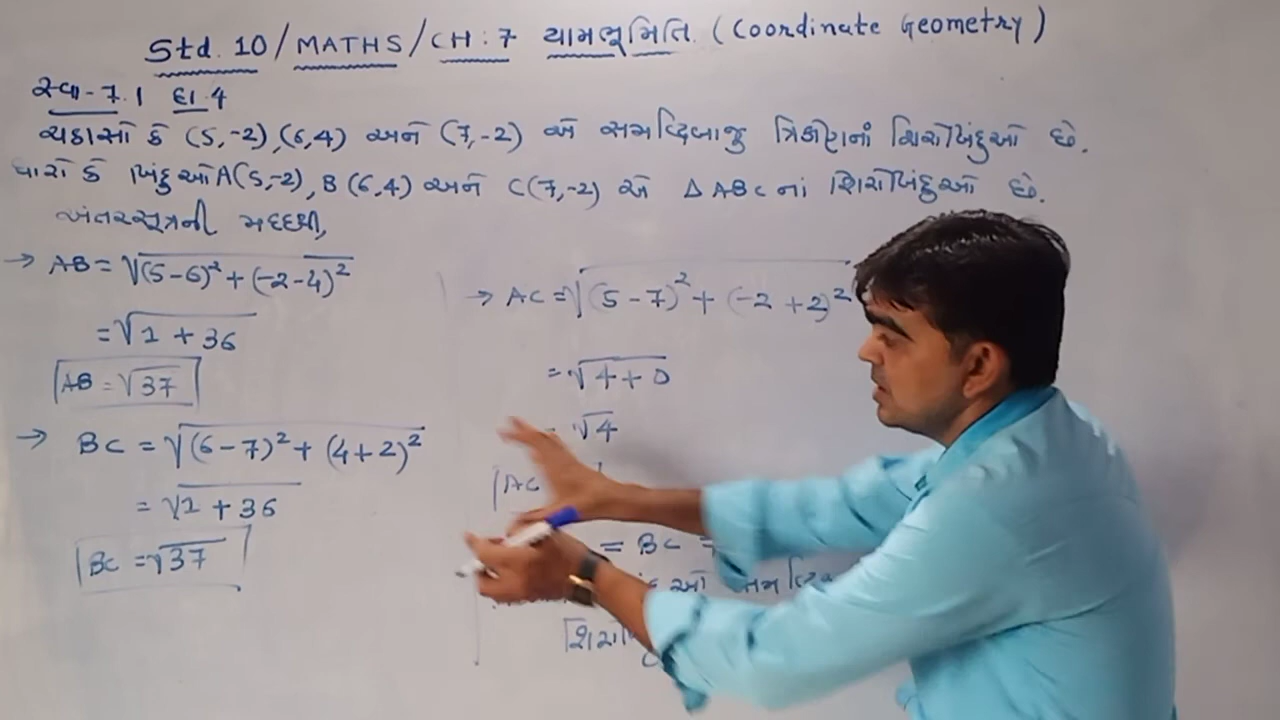 Std. 10/MATHS/CH:7 યામભૂમિતિ. (Coordinate Geometry)
સ્વા-7.1 દા.4
ચકાસો કે (5,-2),(6,4) અને (7,-2) એ સમદ્વિબાજુ ત્રિકોણનાં શિરોબિંદુઓ છે.
ધારો કે બિંદુઓ A(5,-2), B(6,4) અને C(7,-2) એ Δ ABC નાં શિરોબિંદુઓ છે.
અંતરસૂત્રની મદદથી,
→ AB = √(5-6)² + (-2-4)²
= √1 + 36
AB = √37
→ BC = √(6-7)² + (4+2)²
= √1 + 36
BC = √37
→ AC = √(5-7)² + (-2+2)²
= √4+0
= √4
AC
= BC